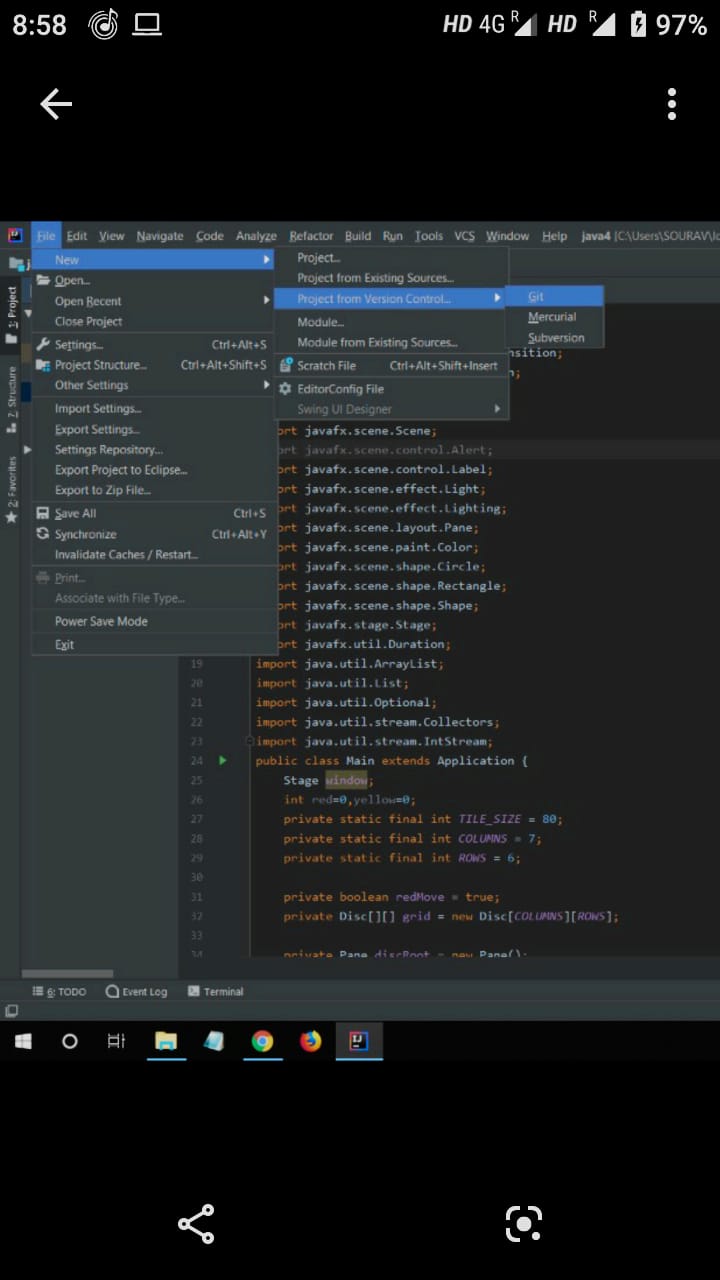 8:58 HD 4G R HD R 97%
File Edit View Navigate Code Analyze Refactor Build Run Tools VCS Window Help java4 [C:\Users\SOURAV\
New
Open...
Open Recent
Close Project
Settings... Ctrl+Alt+S
Project Structure... Ctrl+Alt+Shift+S
Other Settings
Import Settings...
Export Settings...
Settings Repository...
Export Project to Eclipse...
Export to Zip File...
Save All Ctrl+S
Synchronize Ctrl+Alt+Y
Invalidate Caches / Restart...
Print...
Associate with File Type...
Power Save Mode
Exit
Project...
Project from Existing Sources...
Project from Version Control...
Module...
Module from Existing Sources...
Scratch File Ctrl+Alt+Shift+Insert
EditorConfig File
Swing UI Designer
Git
Mercurial
Subversion
1: Project
7: Structure
2: Favorites
nsition;
n;
ort javafx.scene.Scene;
ort javafx.scene.control.Alert;
ort javafx.scene.control.Label;
ort javafx.scene.effect.Light;
ort javafx.scene.effect.Lighting;
ort javafx.scene.layout.Pane;
ort javafx.scene.paint.Color;
ort javafx.scene.shape.Circle;
ort javafx.scene.shape.Rectangle;
ort javafx.scene.shape.Shape;
ort javafx.stage.Stage;
ort javafx.util.Duration;
19 import java.util.ArrayList;
20 import java.util.List;
21 import java.util.Optional;
22 import java.util.stream.Collectors;
23 import java.util.stream.IntStream;
24 public class Main extends Application {
25 Stage window;
26 int red=0,yellow=0;
27 private static final int TILE_SIZE = 80;
28 private static final int COLUMNS = 7;
29 private static final int ROWS = 6;
30
31 private boolean redMove = true;
32 private Disc[][] grid = new Disc[COLUMNS][ROWS];
33
34 private Pane discRoot = new Pane();
6: TODO Event Log Terminal